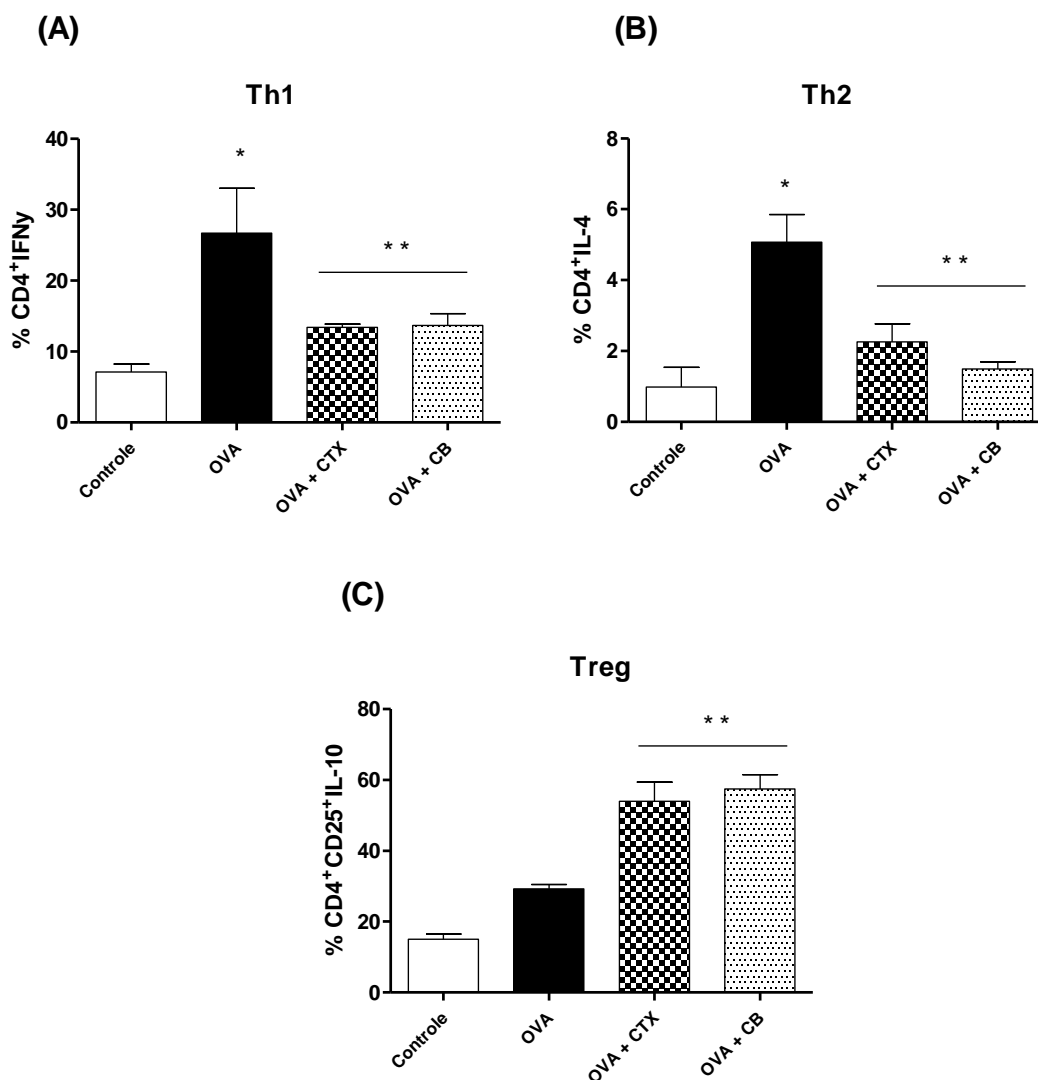 (A)
Th1
% CD4⁺IFNy
40
30
20
10
0
*
* *
Controle
OVA
OVA + CTX
OVA + CB
(B)
Th2
% CD4⁺IL-4
8
6
4
2
0
*
* *
Controle
OVA
OVA + CTX
OVA + CB
(C)
Treg
% CD4⁺CD25⁺IL-10
80
60
40
20
0
* *
Controle
OVA
OVA + CTX
OVA + CB